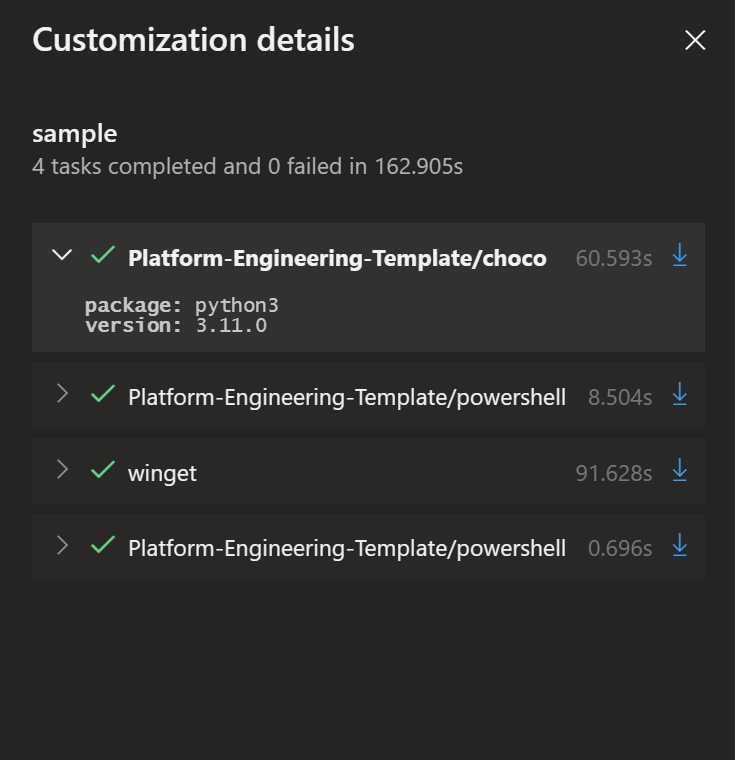 Customization details
sample
4 tasks completed and 0 failed in 162.905s
Platform-Engineering-Template/choco 60.593s
package: python3
version: 3.11.0
Platform-Engineering-Template/powershell 8.504s
winget 91.628s
Platform-Engineering-Template/powershell 0.696s